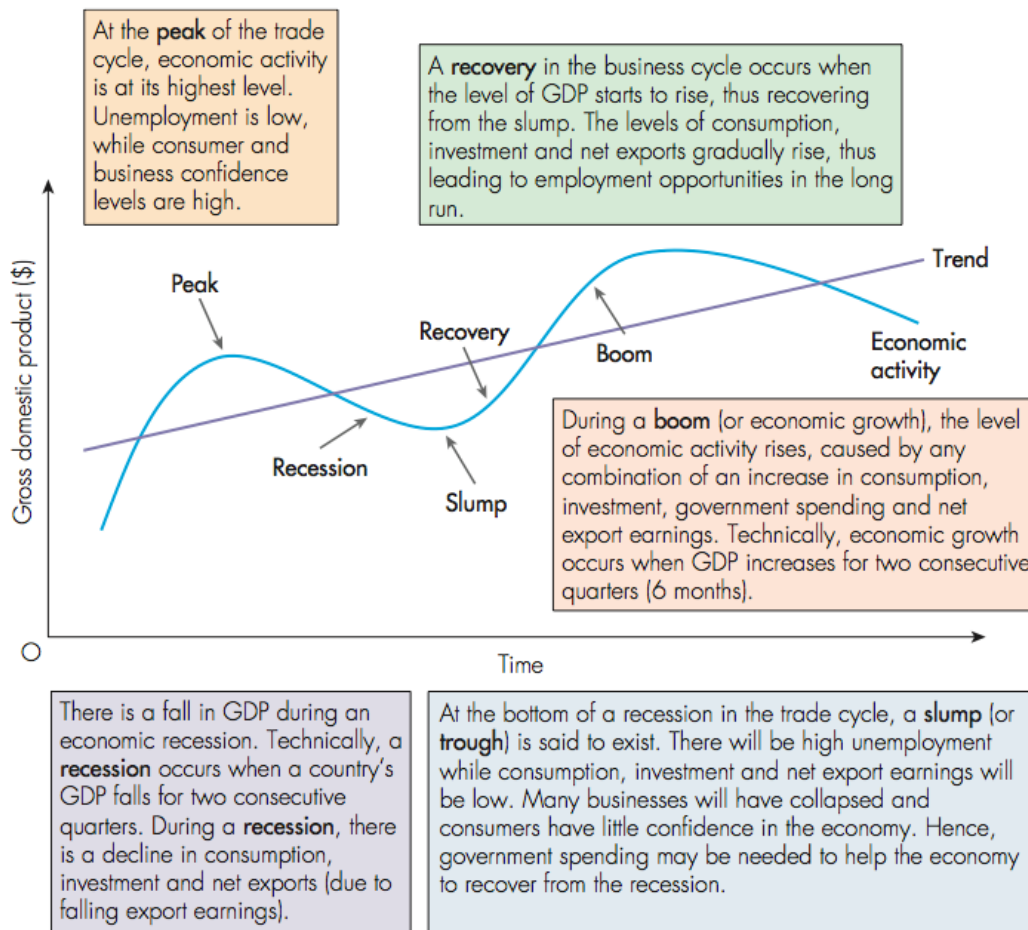 At the peak of the trade
cycle, economic activity
is at its highest level.
Unemployment is low,
while consumer and
business confidence
levels are high.
A recovery in the business cycle occurs when
the level of GDP starts to rise, thus recovering
from the slump. The levels of consumption,
investment and net exports gradually rise, thus
leading to employment opportunities in the long
run.
Gross domestic product ($)
Peak
Recession
Recovery
Slump
Boom
Trend
Economic
activity
During a boom (or economic growth), the level
of economic activity rises, caused by any
combination of an increase in consumption,
investment, government spending and net
export earnings. Technically, economic growth
occurs when GDP increases for two consecutive
quarters (6 months).
O
Time
There is a fall in GDP during an
economic recession. Technically, a
recession occurs when a country's
GDP falls for two consecutive
quarters. During a recession, there
is a decline in consumption,
investment and net exports (due to
falling export earnings).
At the bottom of a recession in the trade cycle, a slump (or
trough) is said to exist. There will be high unemployment
while consumption, investment and net export earnings will
be low. Many businesses will have collapsed and
consumers have little confidence in the economy. Hence,
government spending may be needed to help the economy
to recover from the recession.